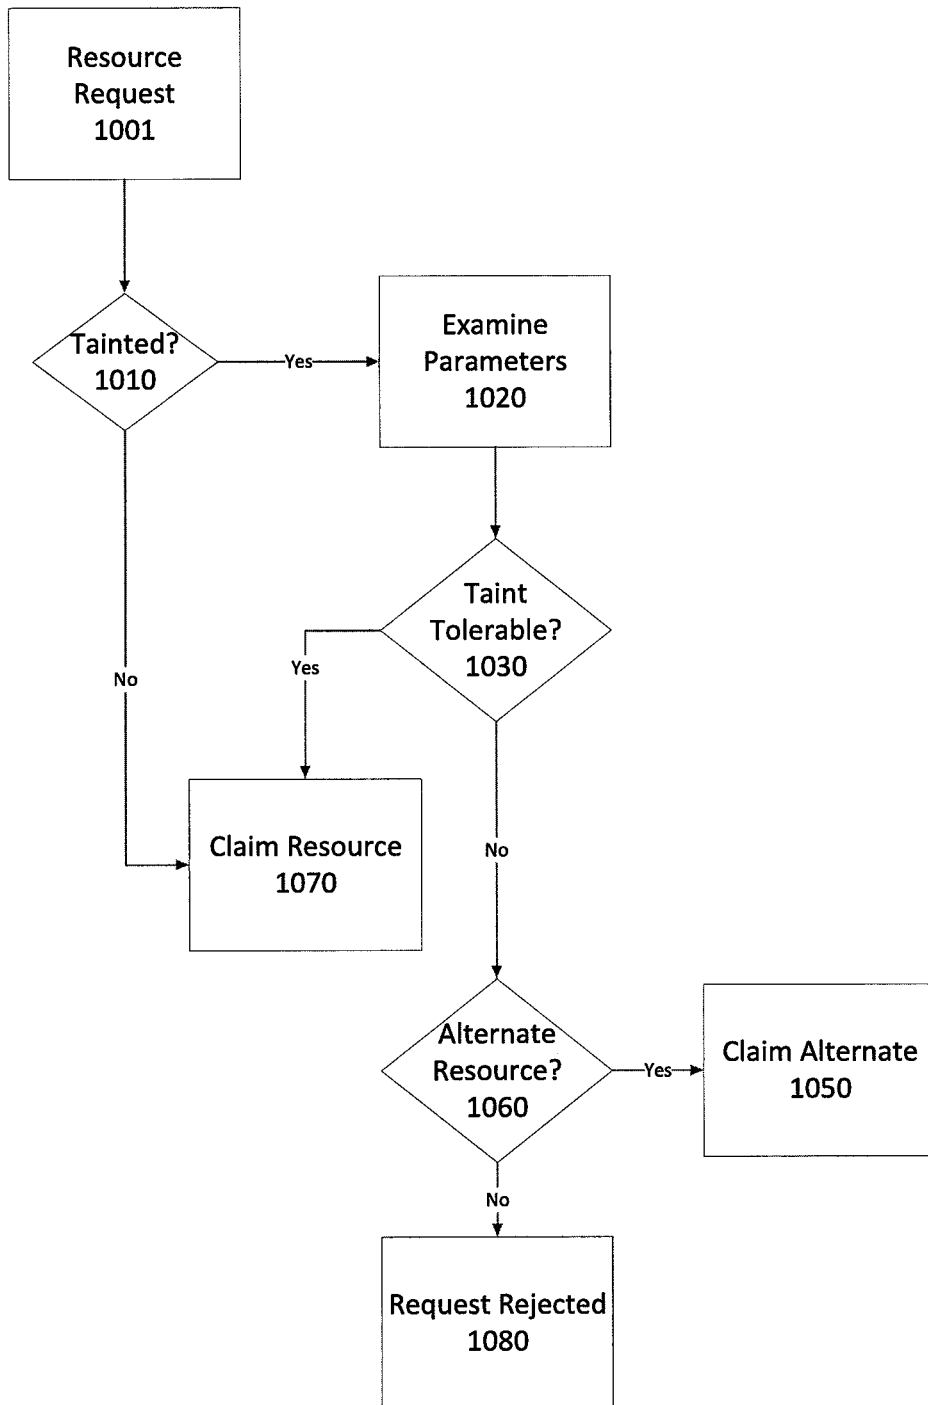 Resource
Request
1001
Tainted?
1010
Yes
Examine
Parameters
1020
Taint
Tolerable?
1030
Yes
No
Claim Resource
1070
No
Alternate
Resource?
1060
Yes
Claim Alternate
1050
No
Request Rejected
1080